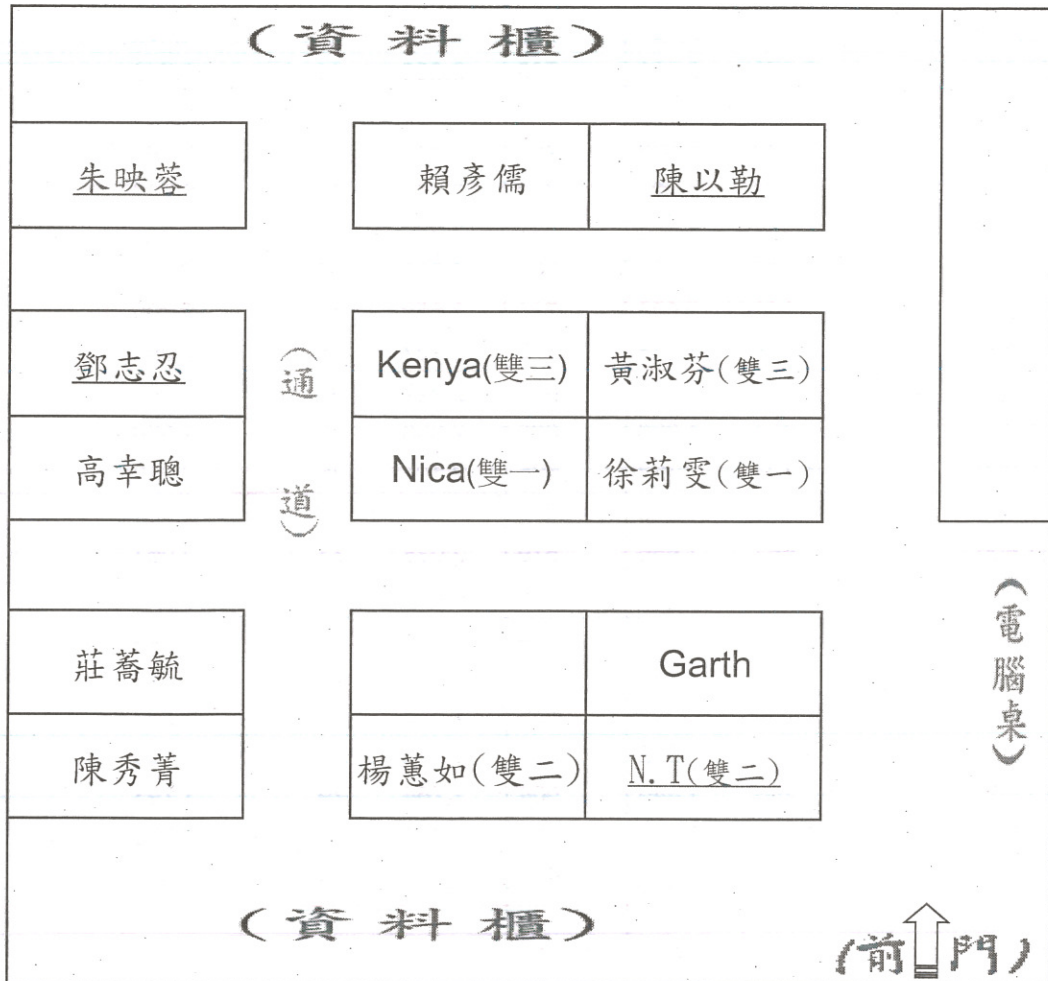 (資料櫃)
朱映蓉 賴彥儒 陳以勒
鄧志忍 Kenya(雙三) 黃淑芬(雙三)
(通道)
高幸聰 Nica(雙一) 徐莉雯(雙一)
莊蕎毓 Garth
(電腦桌)
陳秀菁 楊蕙如(雙二) N.T(雙二)
(資料櫃)
(前門)